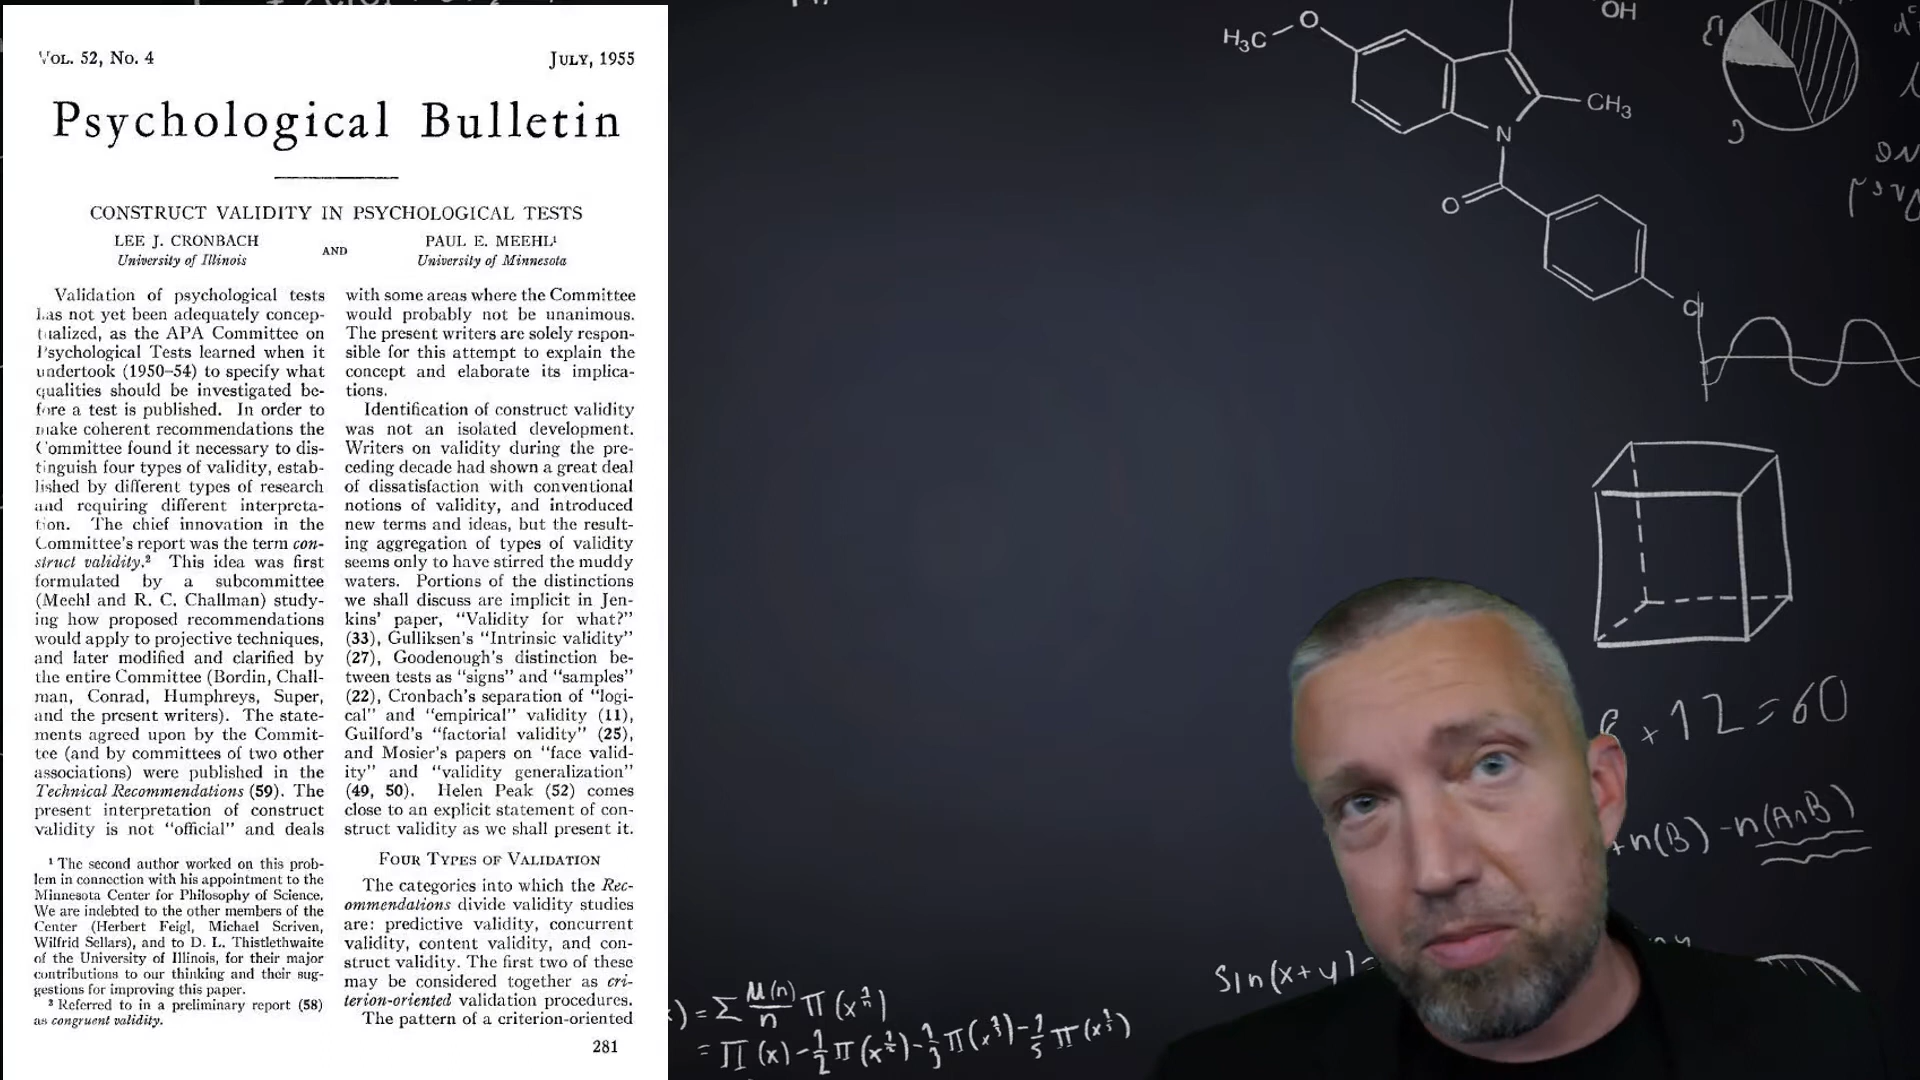 VOL. 52, No. 4
JULY, 1955
Psychological Bulletin
CONSTRUCT VALIDITY IN PSYCHOLOGICAL TESTS
LEE J. CRONBACH
University of Illinois
AND
PAUL E. MEEHL¹
University of Minnesota
Validation of psychological tests
has not yet been adequately concep-
tualized, as the APA Committee on
Psychological Tests learned when it
undertook (1950–54) to specify what
qualities should be investigated be-
fore a test is published. In order to
make coherent recommendations the
Committee found it necessary to dis-
tinguish four types of validity, estab-
lished by different types of research
and requiring different interpreta-
tion. The chief innovation in the
Committee's report was the term con-
struct validity.² This idea was first
formulated by a subcommittee
(Meehl and R. C. Challman) study-
ing how proposed recommendations
would apply to projective techniques,
and later modified and clarified by
the entire Committee (Bordin, Chall-
man, Conrad, Humphreys, Super,
and the present writers). The state-
ments agreed upon by the Commit-
tee (and by committees of two other
associations) were published in the
Technical Recommendations (59). The
present interpretation of construct
validity is not "official" and deals
¹ The second author worked on this prob-
lem in connection with his appointment to the
Minnesota Center for Philosophy of Science.
We are indebted to the other members of the
Center (Herbert Feigl, Michael Scriven,
Wilfrid Sellars), and to D. L. Thistlethwaite
of the University of Illinois, for their major
contributions to our thinking and their sug-
gestions for improving this paper.
² Referred to in a preliminary report (58)
as congruent validity.
with some areas where the Committee
would probably not be unanimous.
The present writers are solely respon-
sible for this attempt to explain the
concept and elaborate its implica-
tions.
Identification of construct validity
was not an isolated development.
Writers on validity during the pre-
ceding decade had shown a great deal
of dissatisfaction with conventional
notions of validity, and introduced
new terms and ideas, but the result-
ing aggregation of types of validity
seems only to have stirred the muddy
waters. Portions of the distinctions
we shall discuss are implicit in Jen-
kins' paper, "Validity for what?"
(33), Gulliksen's "Intrinsic validity"
(27), Goodenough's distinction be-
tween tests as "signs" and "samples"
(22), Cronbach's separation of "logi-
cal" and "empirical" validity (11),
Guilford's "factorial validity" (25),
and Mosier's papers on "face valid-
ity" and "validity generalization"
(49, 50). Helen Peak (52) comes
close to an explicit statement of con-
struct validity as we shall present it.
FOUR TYPES OF VALIDATION
The categories into which the Rec-
ommendations divide validity studies
are: predictive validity, concurrent
validity, content validity, and con-
struct validity. The first two of these
may be considered together as cri-
terion-oriented validation procedures.
The pattern of a criterion-oriented
281
OH
H₃C
O
CH₃
N
O
Cl
+ 12 = 60
+n(B) - n(A∩B)
Sin(x+y)=
) = Σ μ(n)/n Π(x^{1/n})
= Π(x) - 1/2 Π(x^{1/2}) - 1/3 Π(x^{1/3}) - 1/5 Π(x^{1/5})